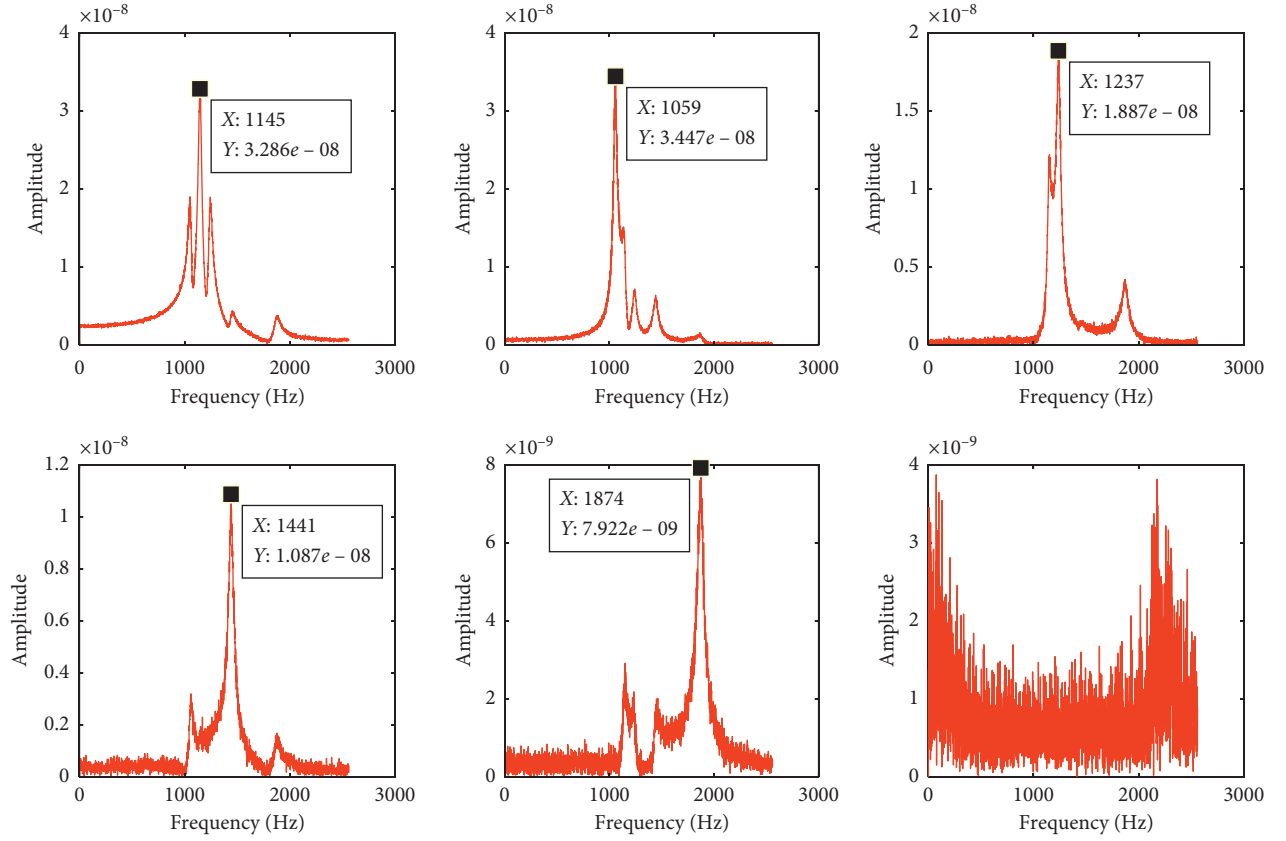 ×10⁻⁸
4
3
2
1
0
0
1000
2000
3000
Amplitude
Frequency (Hz)
X: 1145
Y: 3.286e – 08
×10⁻⁸
4
3
2
1
0
0
1000
2000
3000
Amplitude
Frequency (Hz)
X: 1059
Y: 3.447e – 08
×10⁻⁸
2
1.5
1
0.5
0
0
1000
2000
3000
Amplitude
Frequency (Hz)
X: 1237
Y: 1.887e – 08
×10⁻⁸
1.2
1
0.8
0.6
0.4
0.2
0
0
1000
2000
3000
Amplitude
Frequency (Hz)
X: 1441
Y: 1.087e – 08
×10⁻⁹
8
6
4
2
0
0
1000
2000
3000
Amplitude
Frequency (Hz)
X: 1874
Y: 7.922e – 09
×10⁻⁹
4
3
2
1
0
0
1000
2000
3000
Amplitude
Frequency (Hz)